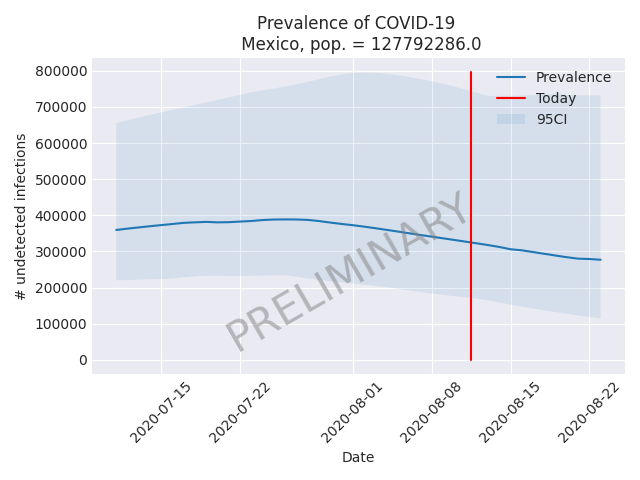 Prevalence of COVID-19
Mexico, pop. = 127792286.0
# undetected infections
800000
700000
600000
500000
400000
300000
200000
100000
0
Prevalence
Today
95CI
PRELIMINARY
2020-07-15
2020-07-22
2020-08-01
2020-08-08
2020-08-15
2020-08-22
Date